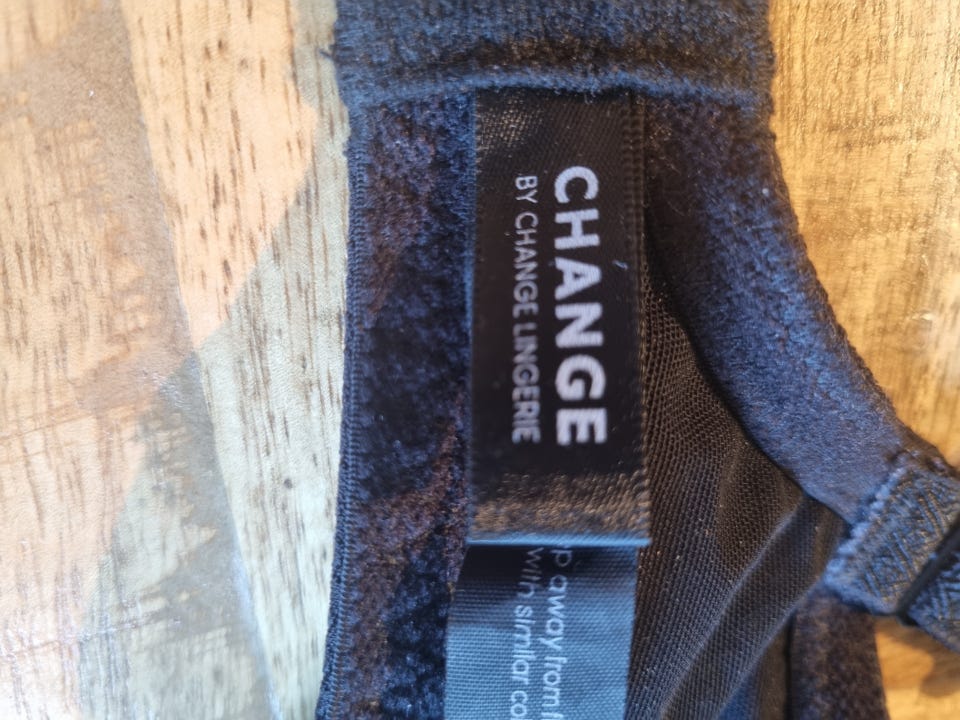 CHANGE
BY CHANGE LINGERIE
away from
with similar